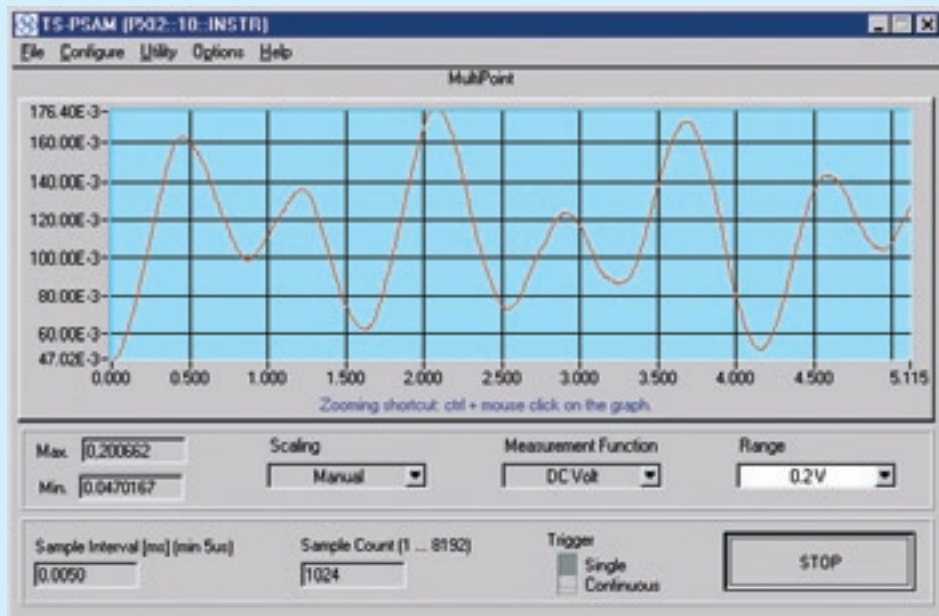 TS-PSAM (PXI02::10::INSTR)
File Configure Utility Options Help
MultiPoint
176.40E-3
160.00E-3
140.00E-3
120.00E-3
100.00E-3
80.00E-3
60.00E-3
47.02E-3
0.000 0.500 1.000 1.500 2.000 2.500 3.000 3.500 4.000 4.500 5.115
Zooming shortcut: ctrl + mouse click on the graph.
Max. 0.200662
Min. 0.0470167
Scaling
Manual
Measurement Function
DC Volt
Range
0.2V
Sample Interval [ms] (min 5us)
0.0050
Sample Count (1 ... 8192)
1024
Trigger
Single
Continuous
STOP